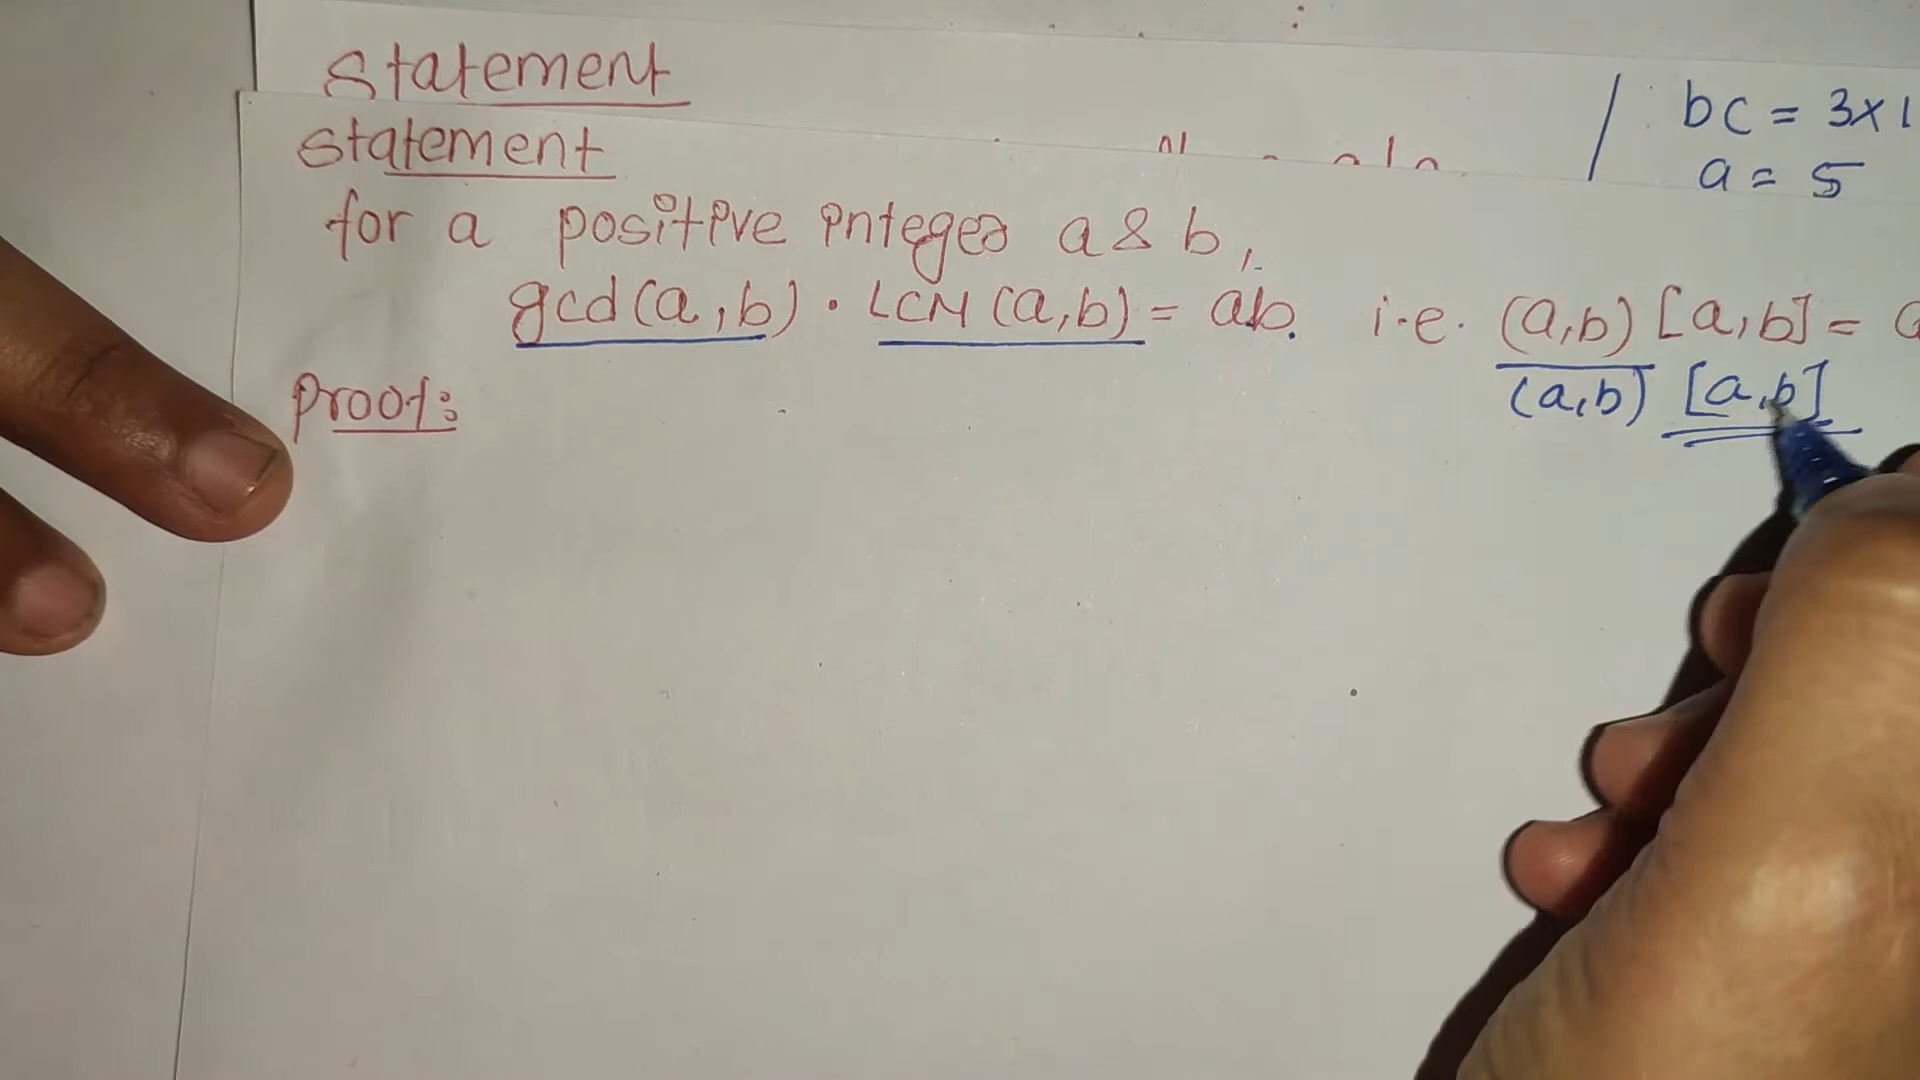 Statement
bc = 3x1
a = 5
Statement
for a positive integer a & b,
gcd(a,b) · LCM(a,b) = ab. i.e. (a,b) [a,b] =
Proof:
(a,b) [a,b]